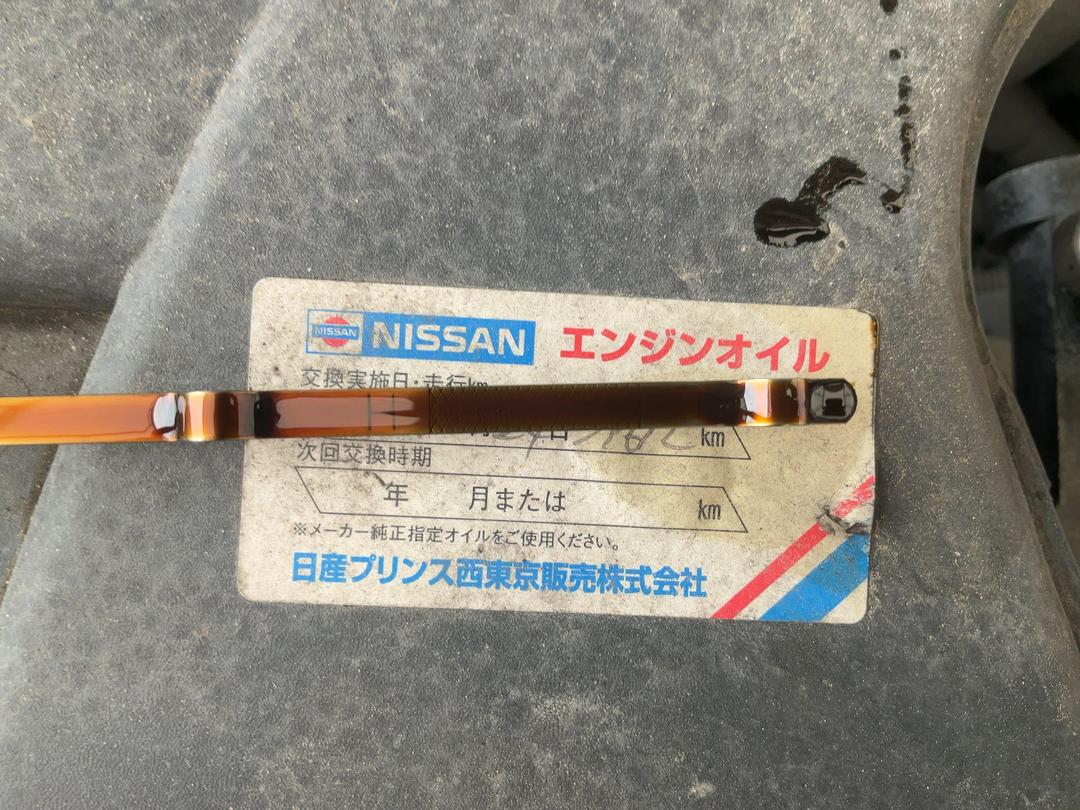 NISSAN NISSAN エンジンオイル
交換実施日・走行km
日 km
次回交換時期
年 月または km
※メーカー純正指定オイルをご使用ください。
日産プリンス西東京販売株式会社